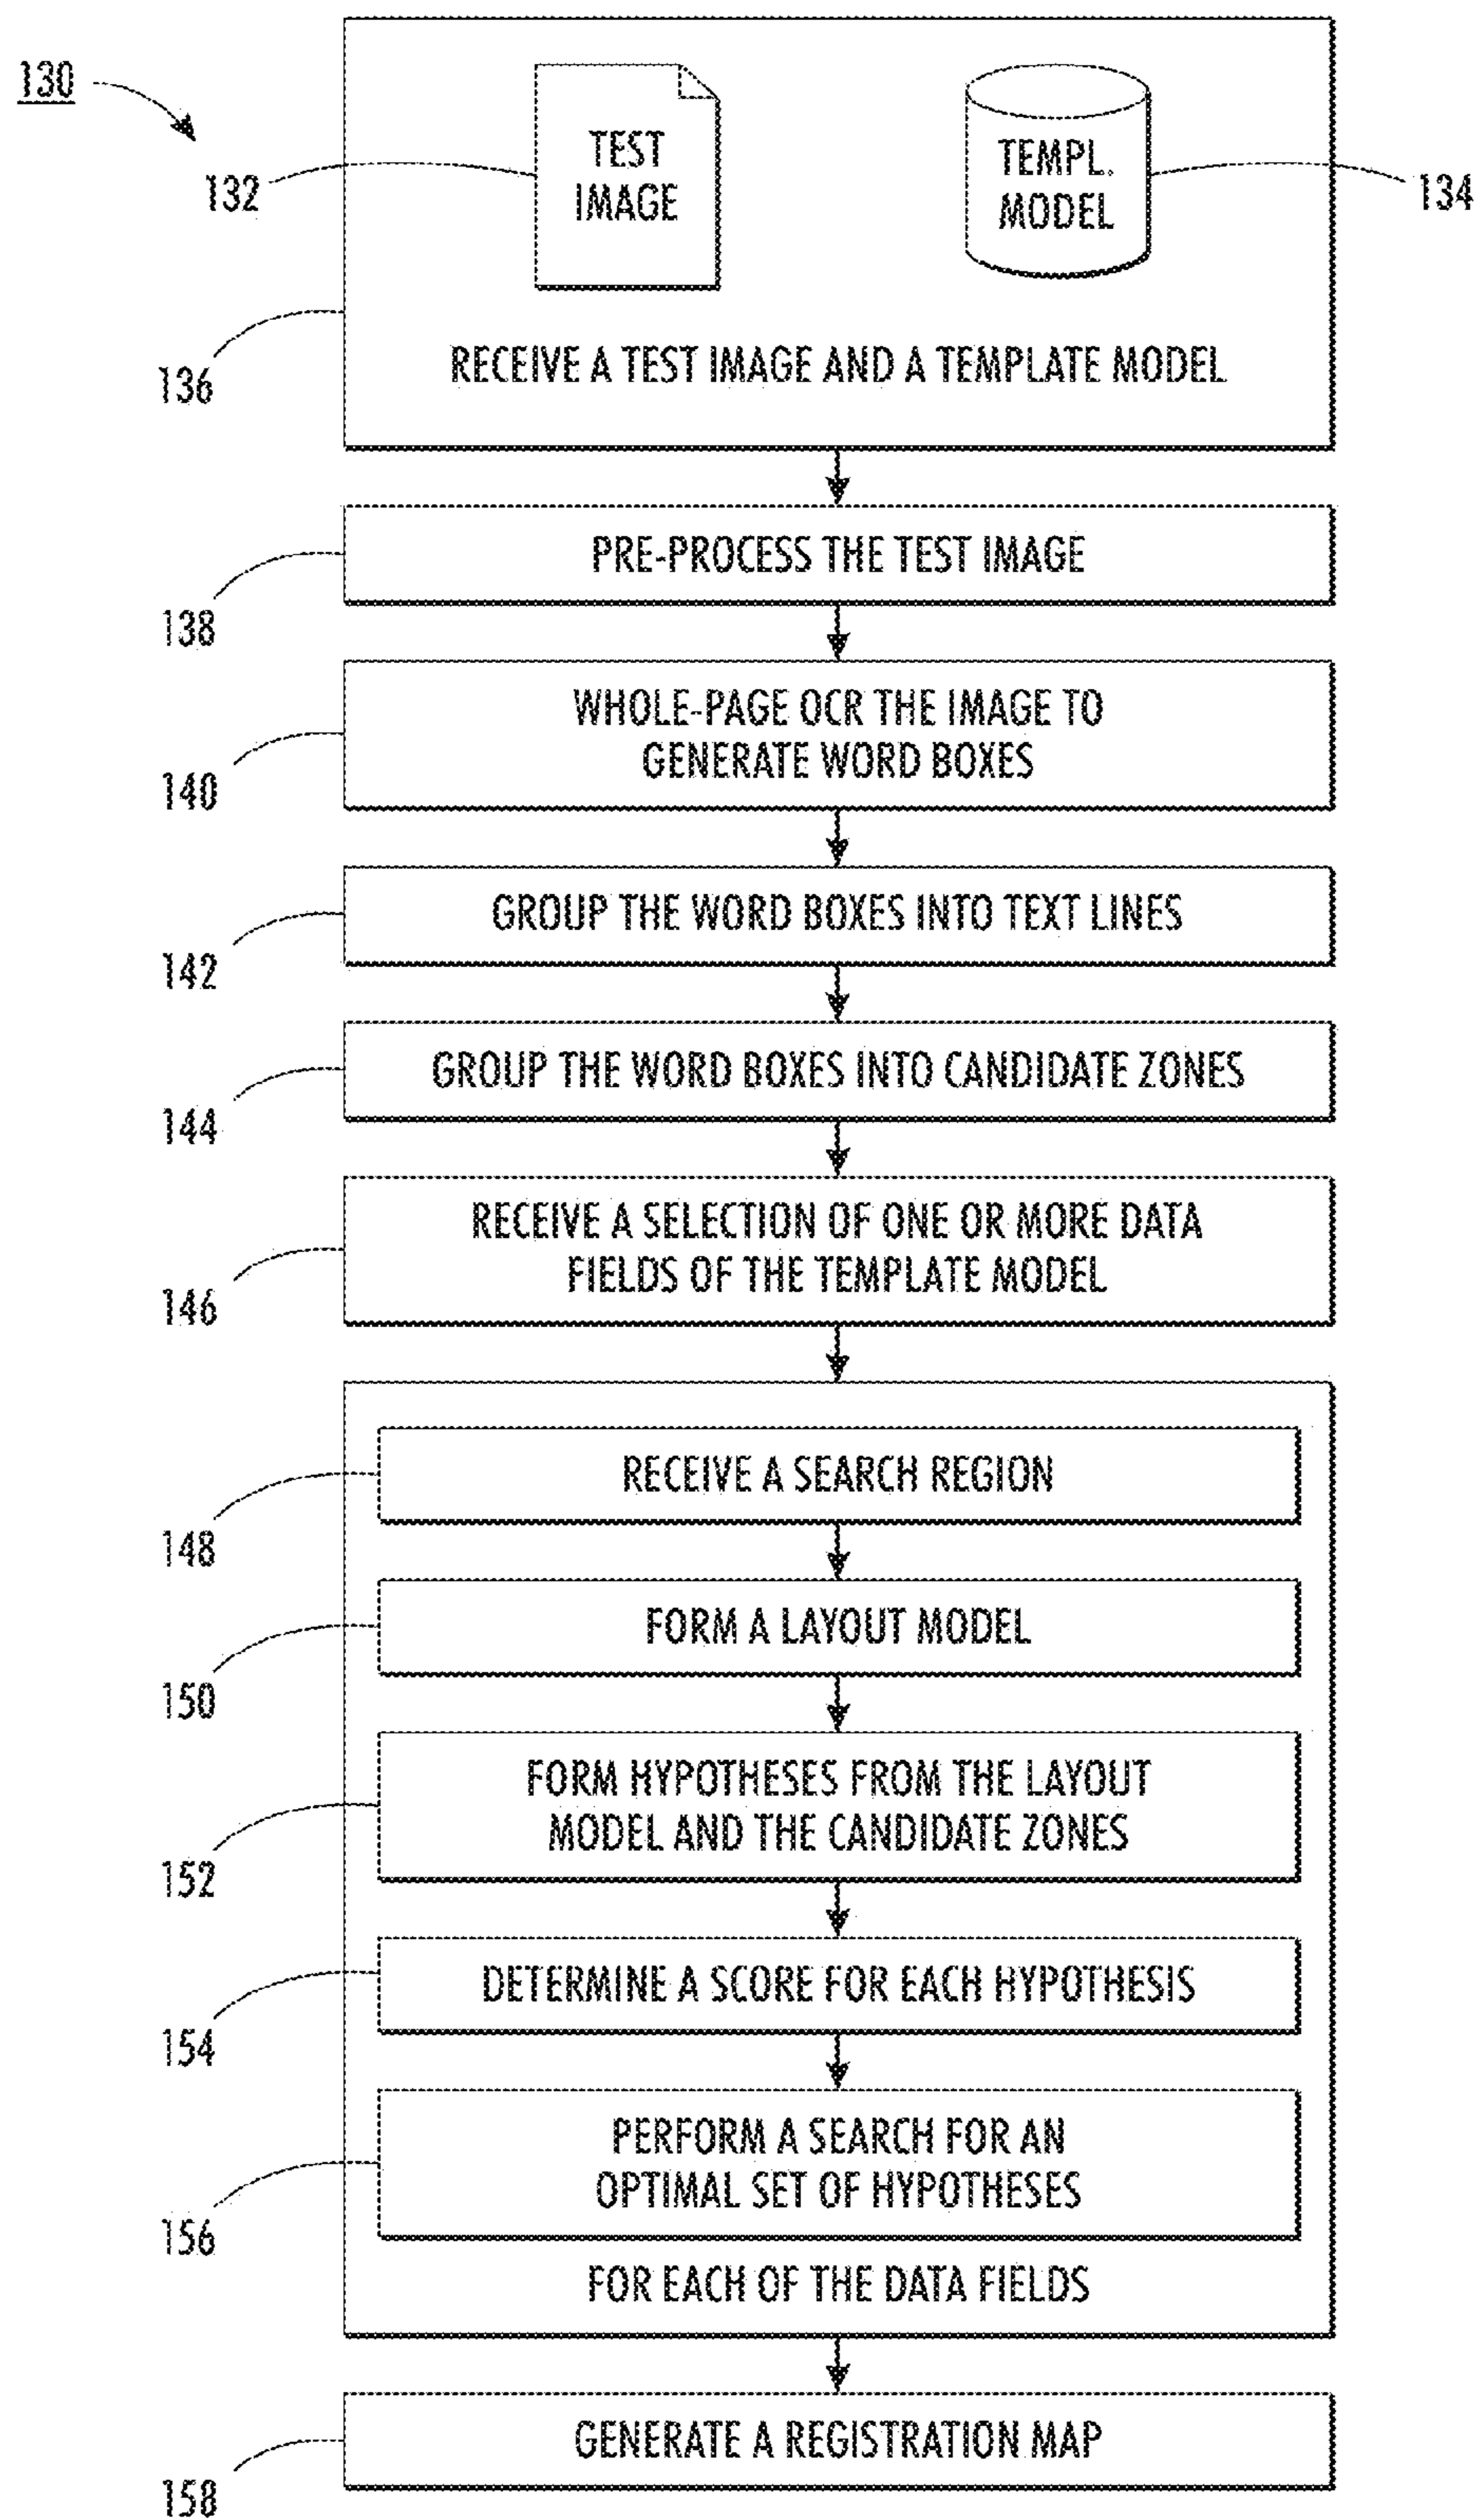 130
TEST
IMAGE
TEMPL.
MODEL
132
134
RECEIVE A TEST IMAGE AND A TEMPLATE MODEL
136
PRE-PROCESS THE TEST IMAGE
138
WHOLE-PAGE OCR THE IMAGE TO
GENERATE WORD BOXES
140
GROUP THE WORD BOXES INTO TEXT LINES
142
GROUP THE WORD BOXES INTO CANDIDATE ZONES
144
RECEIVE A SELECTION OF ONE OR MORE DATA
FIELDS OF THE TEMPLATE MODEL
146
RECEIVE A SEARCH REGION
148
FORM A LAYOUT MODEL
150
FORM HYPOTHESES FROM THE LAYOUT
MODEL AND THE CANDIDATE ZONES
152
DETERMINE A SCORE FOR EACH HYPOTHESIS
154
PERFORM A SEARCH FOR AN
OPTIMAL SET OF HYPOTHESES
156
FOR EACH OF THE DATA FIELDS
GENERATE A REGISTRATION MAP
158